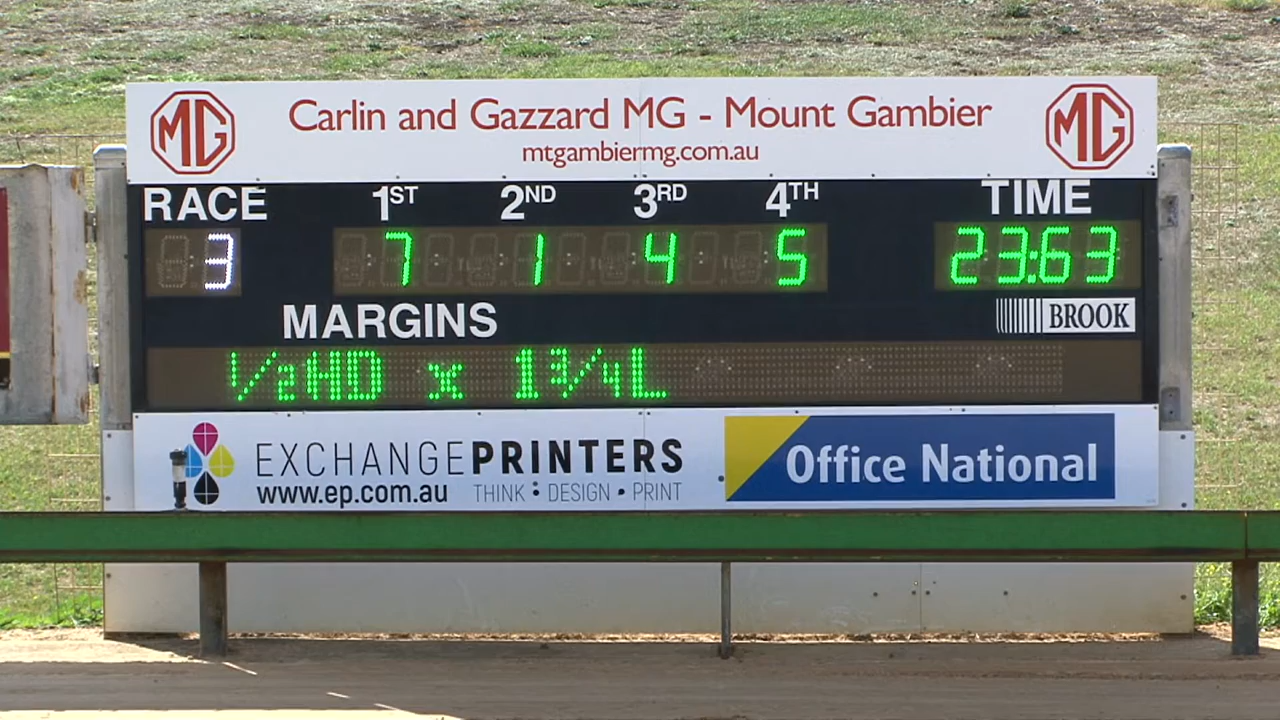 MG Carlin and Gazzard MG - Mount Gambier MG
mtgambiermg.com.au
RACE 1ST 2ND 3RD 4TH TIME
3 7 1 4 5 23:63
MARGINS BROOK
1/2HD x 1 3/4L
EXCHANGEPRINTERS Office National
www.ep.com.au THINK : DESIGN • PRINT